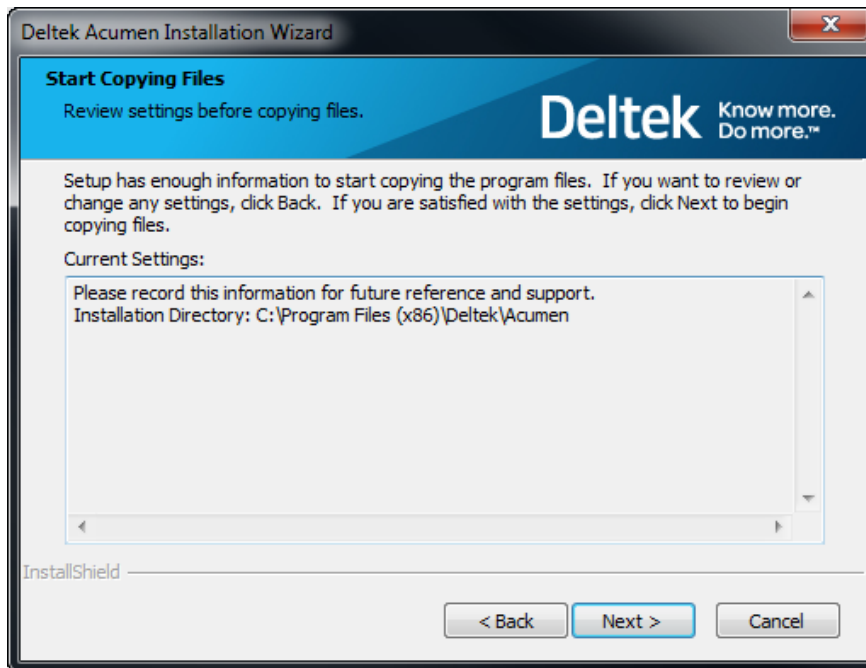 Deltek Acumen Installation Wizard
Start Copying Files
Review settings before copying files.
Deltek Know more.
Do more.™
Setup has enough information to start copying the program files. If you want to review or
change any settings, click Back. If you are satisfied with the settings, click Next to begin
copying files.
Current Settings:
Please record this information for future reference and support.
Installation Directory: C:\Program Files (x86)\Deltek\Acumen
InstallShield
< Back Next > Cancel